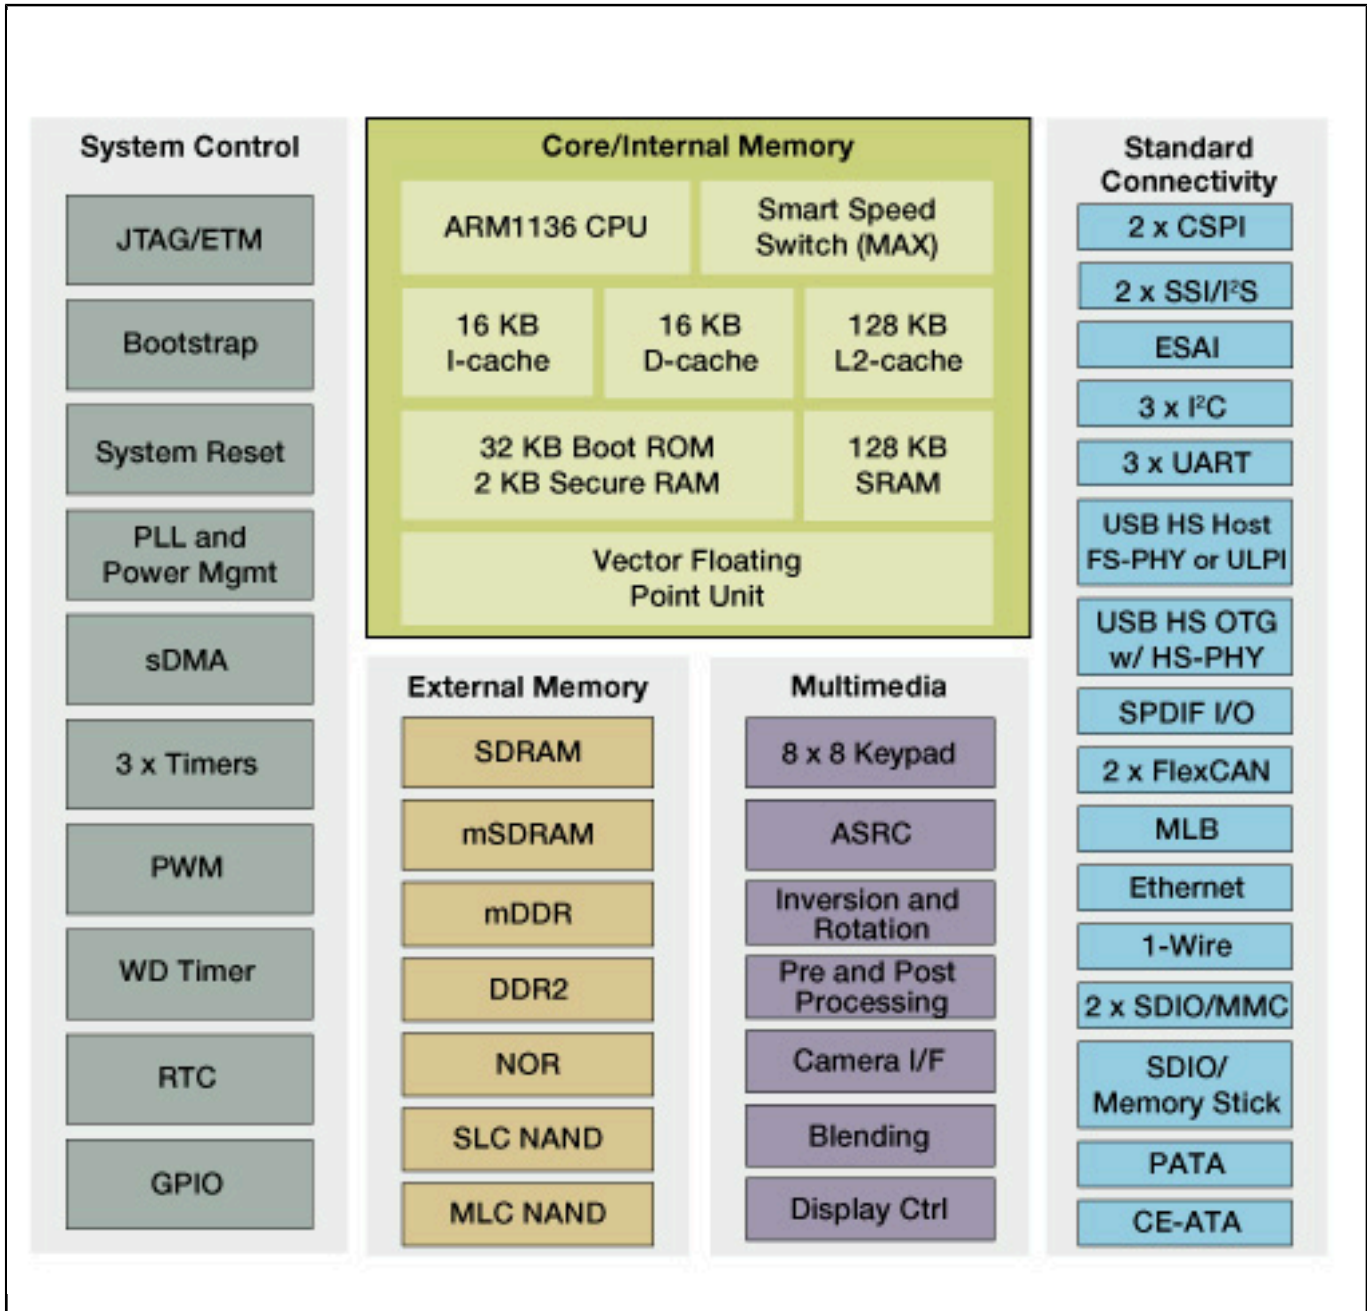 System Control
JTAG/ETM
Bootstrap
System Reset
PLL and
Power Mgmt
sDMA
3 x Timers
PWM
WD Timer
RTC
GPIO
Core/Internal Memory
ARM1136 CPU
Smart Speed
Switch (MAX)
16 KB
I-cache
16 KB
D-cache
128 KB
L2-cache
32 KB Boot ROM
2 KB Secure RAM
128 KB
SRAM
Vector Floating
Point Unit
External Memory
SDRAM
mSDRAM
mDDR
DDR2
NOR
SLC NAND
MLC NAND
Multimedia
8 x 8 Keypad
ASRC
Inversion and
Rotation
Pre and Post
Processing
Camera I/F
Blending
Display Ctrl
Standard
Connectivity
2 x CSPI
2 x SSI/I²S
ESAI
3 x I²C
3 x UART
USB HS Host
FS-PHY or ULPI
USB HS OTG
w/ HS-PHY
SPDIF I/O
2 x FlexCAN
MLB
Ethernet
1-Wire
2 x SDIO/MMC
SDIO/
Memory Stick
PATA
CE-ATA